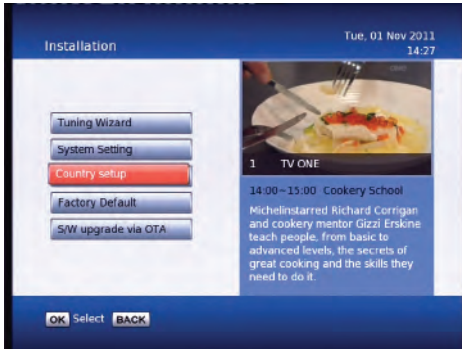 Installation
Tue, 01 Nov 2011
14:27
Tuning Wizard
System Setting
Country setup
Factory Default
S/W upgrade via OTA
1 TV ONE
14:00~15:00 Cookery School
Michelinstarred Richard Corrigan
and cookery mentor Gizzi Erskine
teach people, from basic to
advanced levels, the secrets of
great cooking and the skills they
need to do it.
OK Select BACK